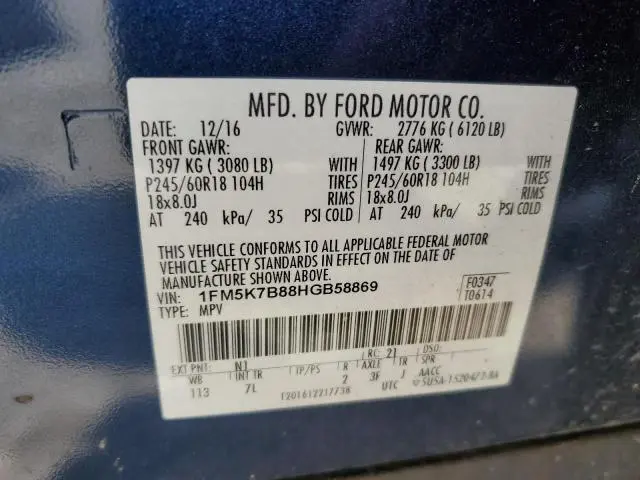 MFD. BY FORD MOTOR CO.
DATE: 12/16 GVWR: 2776 KG ( 6120 LB)
FRONT GAWR: REAR GAWR:
1397 KG ( 3080 LB) WITH 1497 KG ( 3300 LB) WITH
P245/60R18 104H TIRES P245/60R18 104H TIRES
18x8.0J RIMS 18x8.0J RIMS
AT 240 kPa/ 35 PSI COLD AT 240 kPa/ 35 PSI COLD
THIS VEHICLE CONFORMS TO ALL APPLICABLE FEDERAL MOTOR
VEHICLE SAFETY STANDARDS IN EFFECT ON THE DATE OF
MANUFACTURE SHOWN ABOVE.
VIN: 1FM5K7B88HGB58869 F0347
TYPE: MPV T0614
EXT PNT: N1 RC: 21 DSO:
WB INT TR TP/PS R AXLE TR SPR
113 7L 2 3F J AACC
T201612217738 UTC